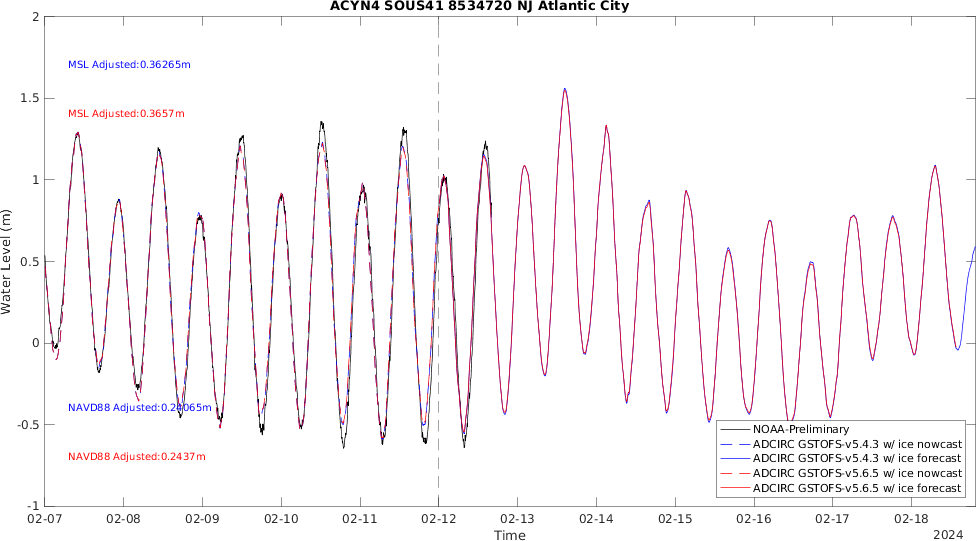 ACYN4 SOUS41 8534720 NJ Atlantic City
2
1.5
1
0.5
0
-0.5
-1
Water Level (m)
MSL Adjusted:0.36265m
MSL Adjusted:0.3657m
NAVD88 Adjusted:0.24065m
NAVD88 Adjusted:0.2437m
NOAA-Preliminary
ADCIRC GSTOFS-v5.4.3 w/ ice nowcast
ADCIRC GSTOFS-v5.4.3 w/ ice forecast
ADCIRC GSTOFS-v5.6.5 w/ ice nowcast
ADCIRC GSTOFS-v5.6.5 w/ ice forecast
02-07 02-08 02-09 02-10 02-11 02-12 02-13 02-14 02-15 02-16 02-17 02-18
Time
2024